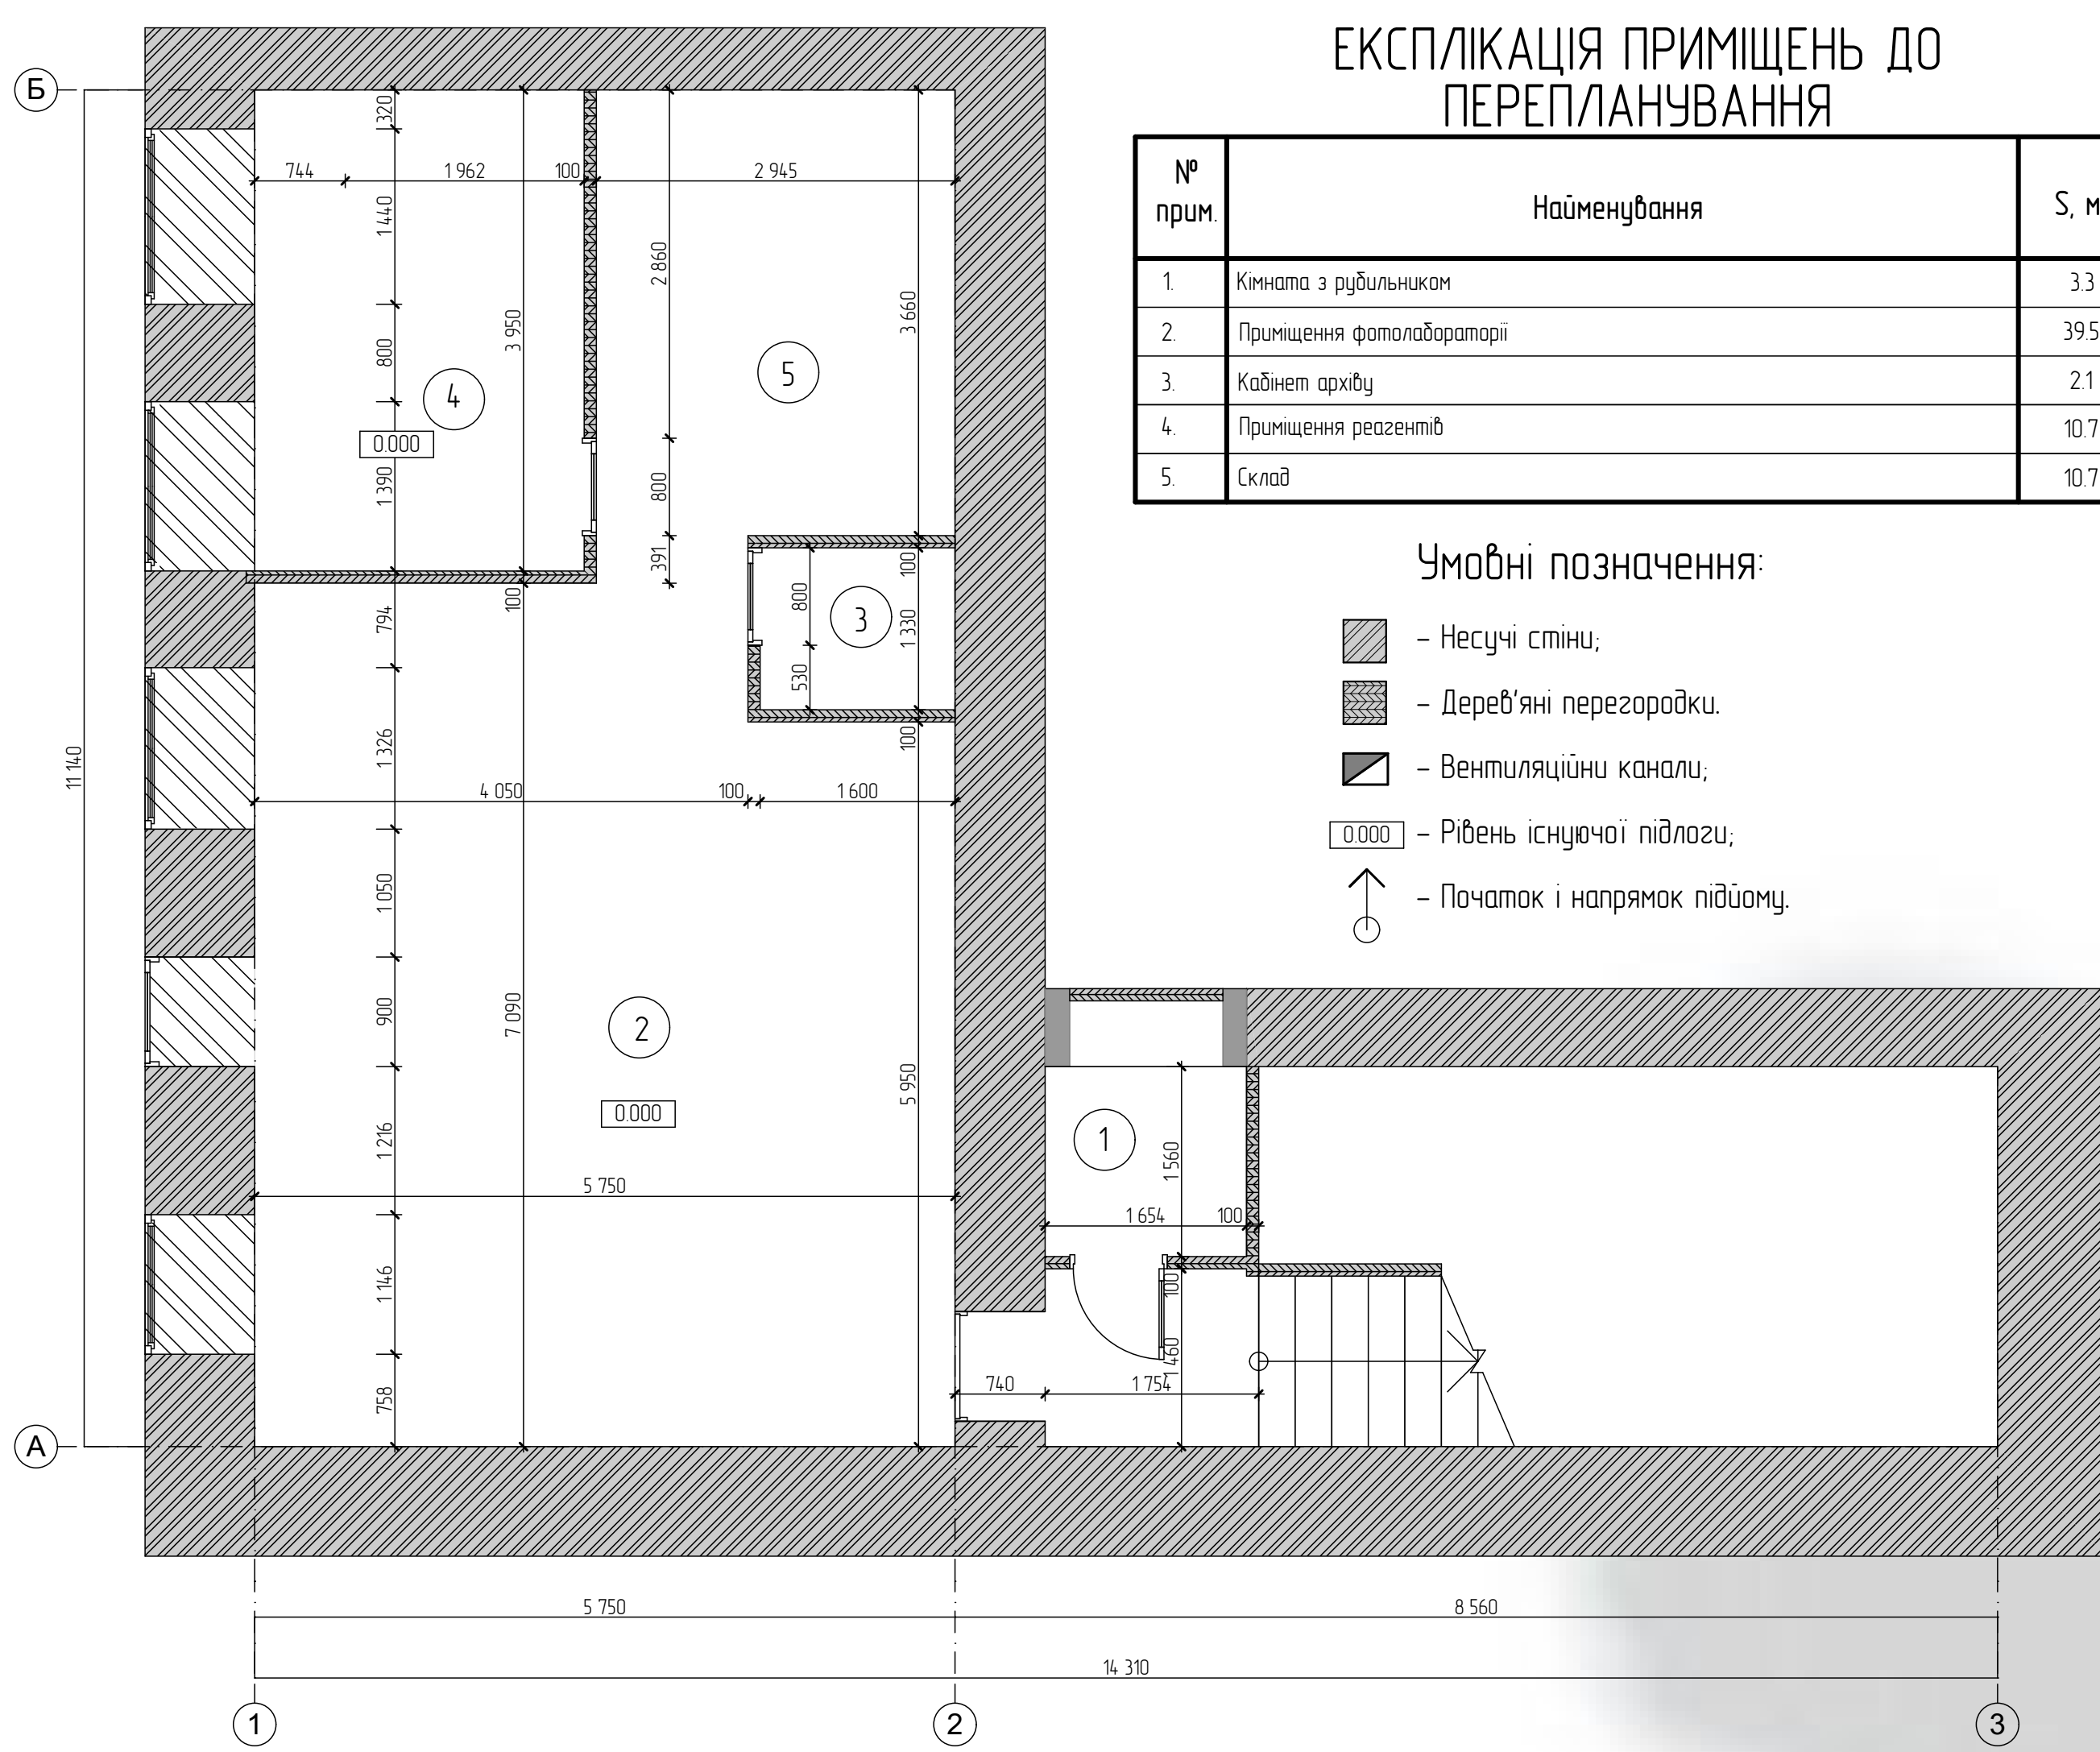 ЕКСПЛІКАЦІЯ ПРИМІЩЕНЬ ДО
ПЕРЕПЛАНУВАННЯ
№ прим. Найменування S, м
1. Кімната з рубильником 3.3
2. Приміщення фотолабораторії 39.5
3. Кабінет архіву 2.1
4. Приміщення реагентів 10.7
5. Склад 10.7
Умовні позначення:
– Несучі стіни;
– Дерев'яні перегородки.
– Вентиляційни канали;
0.000 – Рівень існуючої підлоги;
– Початок і напрямок підйому.
Б
320
744 1 962 100 2 945
1 440
2 860
3 660
3 950
800
5
4
0.000
1 390
800
391
100
100
800
3
1 330
794
530
100
1 326
11 140
4 050 100 1 600
1 050
900
7 090
2
5 950
0.000
1
1 216
1 560
5 750
1 654 100
1 146
100
1 460
740 1 754
758
А
5 750 8 560
14 310
1 2 3